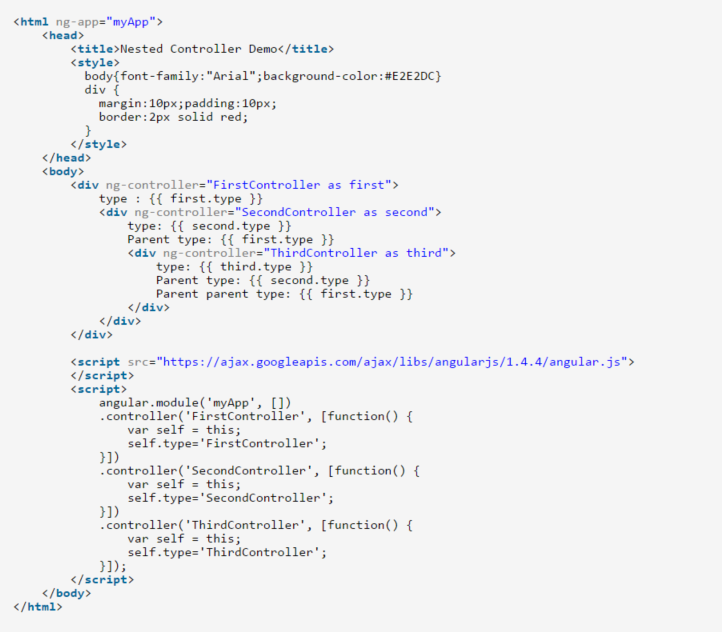 <html ng-app="myApp">
    <head>
        <title>Nested Controller Demo</title>
        <style>
          body{font-family:"Arial";background-color:#E2E2DC}
          div {
            margin:10px;padding:10px;
            border:2px solid red;
          }
        </style>
    </head>
    <body>
        <div ng-controller="FirstController as first">
            type : {{ first.type }}
            <div ng-controller="SecondController as second">
                type: {{ second.type }}
                Parent type: {{ first.type }}
                <div ng-controller="ThirdController as third">
                    type: {{ third.type }}
                    Parent type: {{ second.type }}
                    Parent parent type: {{ first.type }}
                </div>
            </div>
        </div>

        <script src="https://ajax.googleapis.com/ajax/libs/angularjs/1.4.4/angular.js">
        </script>
        <script>
            angular.module('myApp', [])
            .controller('FirstController', [function() {
                var self = this;
                self.type='FirstController';
            }])
            .controller('SecondController', [function() {
                var self = this;
                self.type='SecondController';
            }])
            .controller('ThirdController', [function() {
                var self = this;
                self.type='ThirdController';
            }]);
        </script>
    </body>
</html>